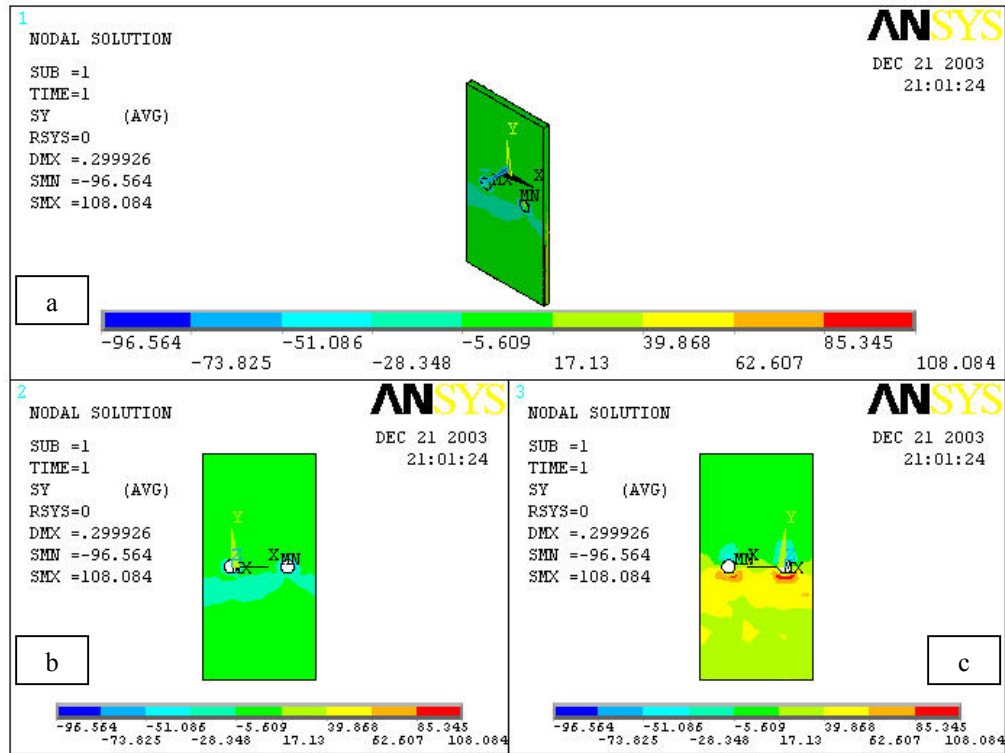 1
NODAL SOLUTION
SUB =1
TIME=1
SY (AVG)
RSYS=0
DMX =.299926
SMN =-96.564
SMX =108.084
ANSYS
DEC 21 2003
21:01:24
Y
Z
MX
X
MN
a
-96.564 -51.086 -5.609 39.868 85.345
-73.825 -28.348 17.13 62.607 108.084
2
NODAL SOLUTION
SUB =1
TIME=1
SY (AVG)
RSYS=0
DMX =.299926
SMN =-96.564
SMX =108.084
ANSYS
DEC 21 2003
21:01:24
Y
Z
X
MN
MX
b
-96.564 -51.086 -5.609 39.868 85.345
-73.825 -28.348 17.13 62.607 108.084
3
NODAL SOLUTION
SUB =1
TIME=1
SY (AVG)
RSYS=0
DMX =.299926
SMN =-96.564
SMX =108.084
ANSYS
DEC 21 2003
21:01:24
Y
Z
MN
X
MX
c
-96.564 -51.086 -5.609 39.868 85.345
-73.825 -28.348 17.13 62.607 108.084